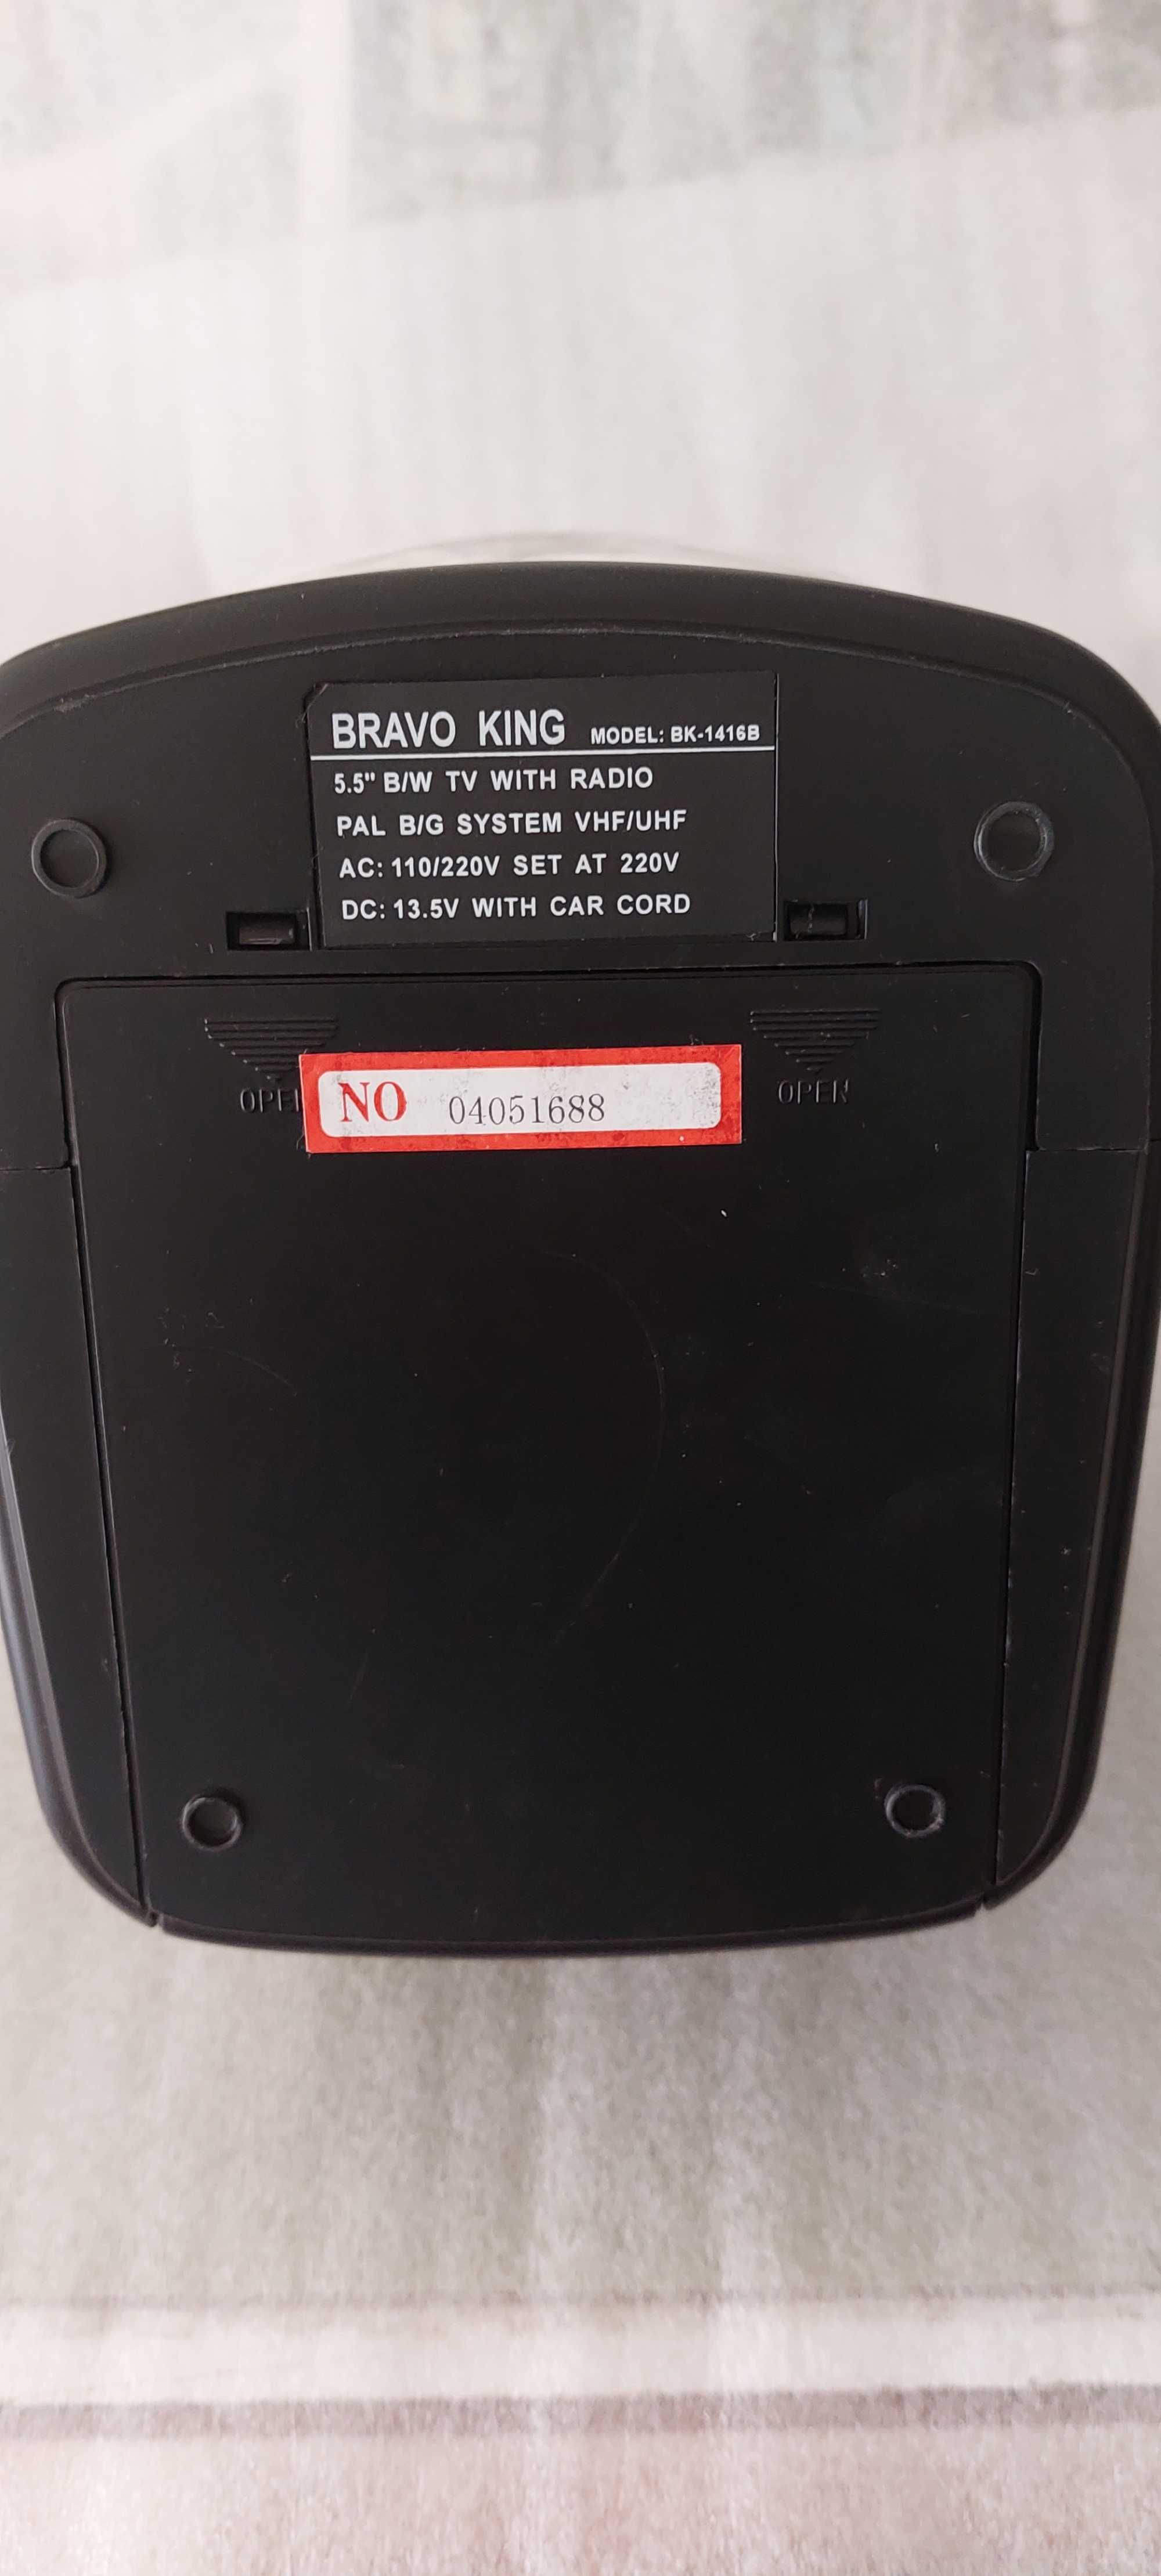 BRAVO KING MODEL: BK-1416B
5.5" B/W TV WITH RADIO
PAL B/G SYSTEM VHF/UHF
AC: 110/220V SET AT 220V
DC: 13.5V WITH CAR CORD
OPEN
NO 04051688
OPEN